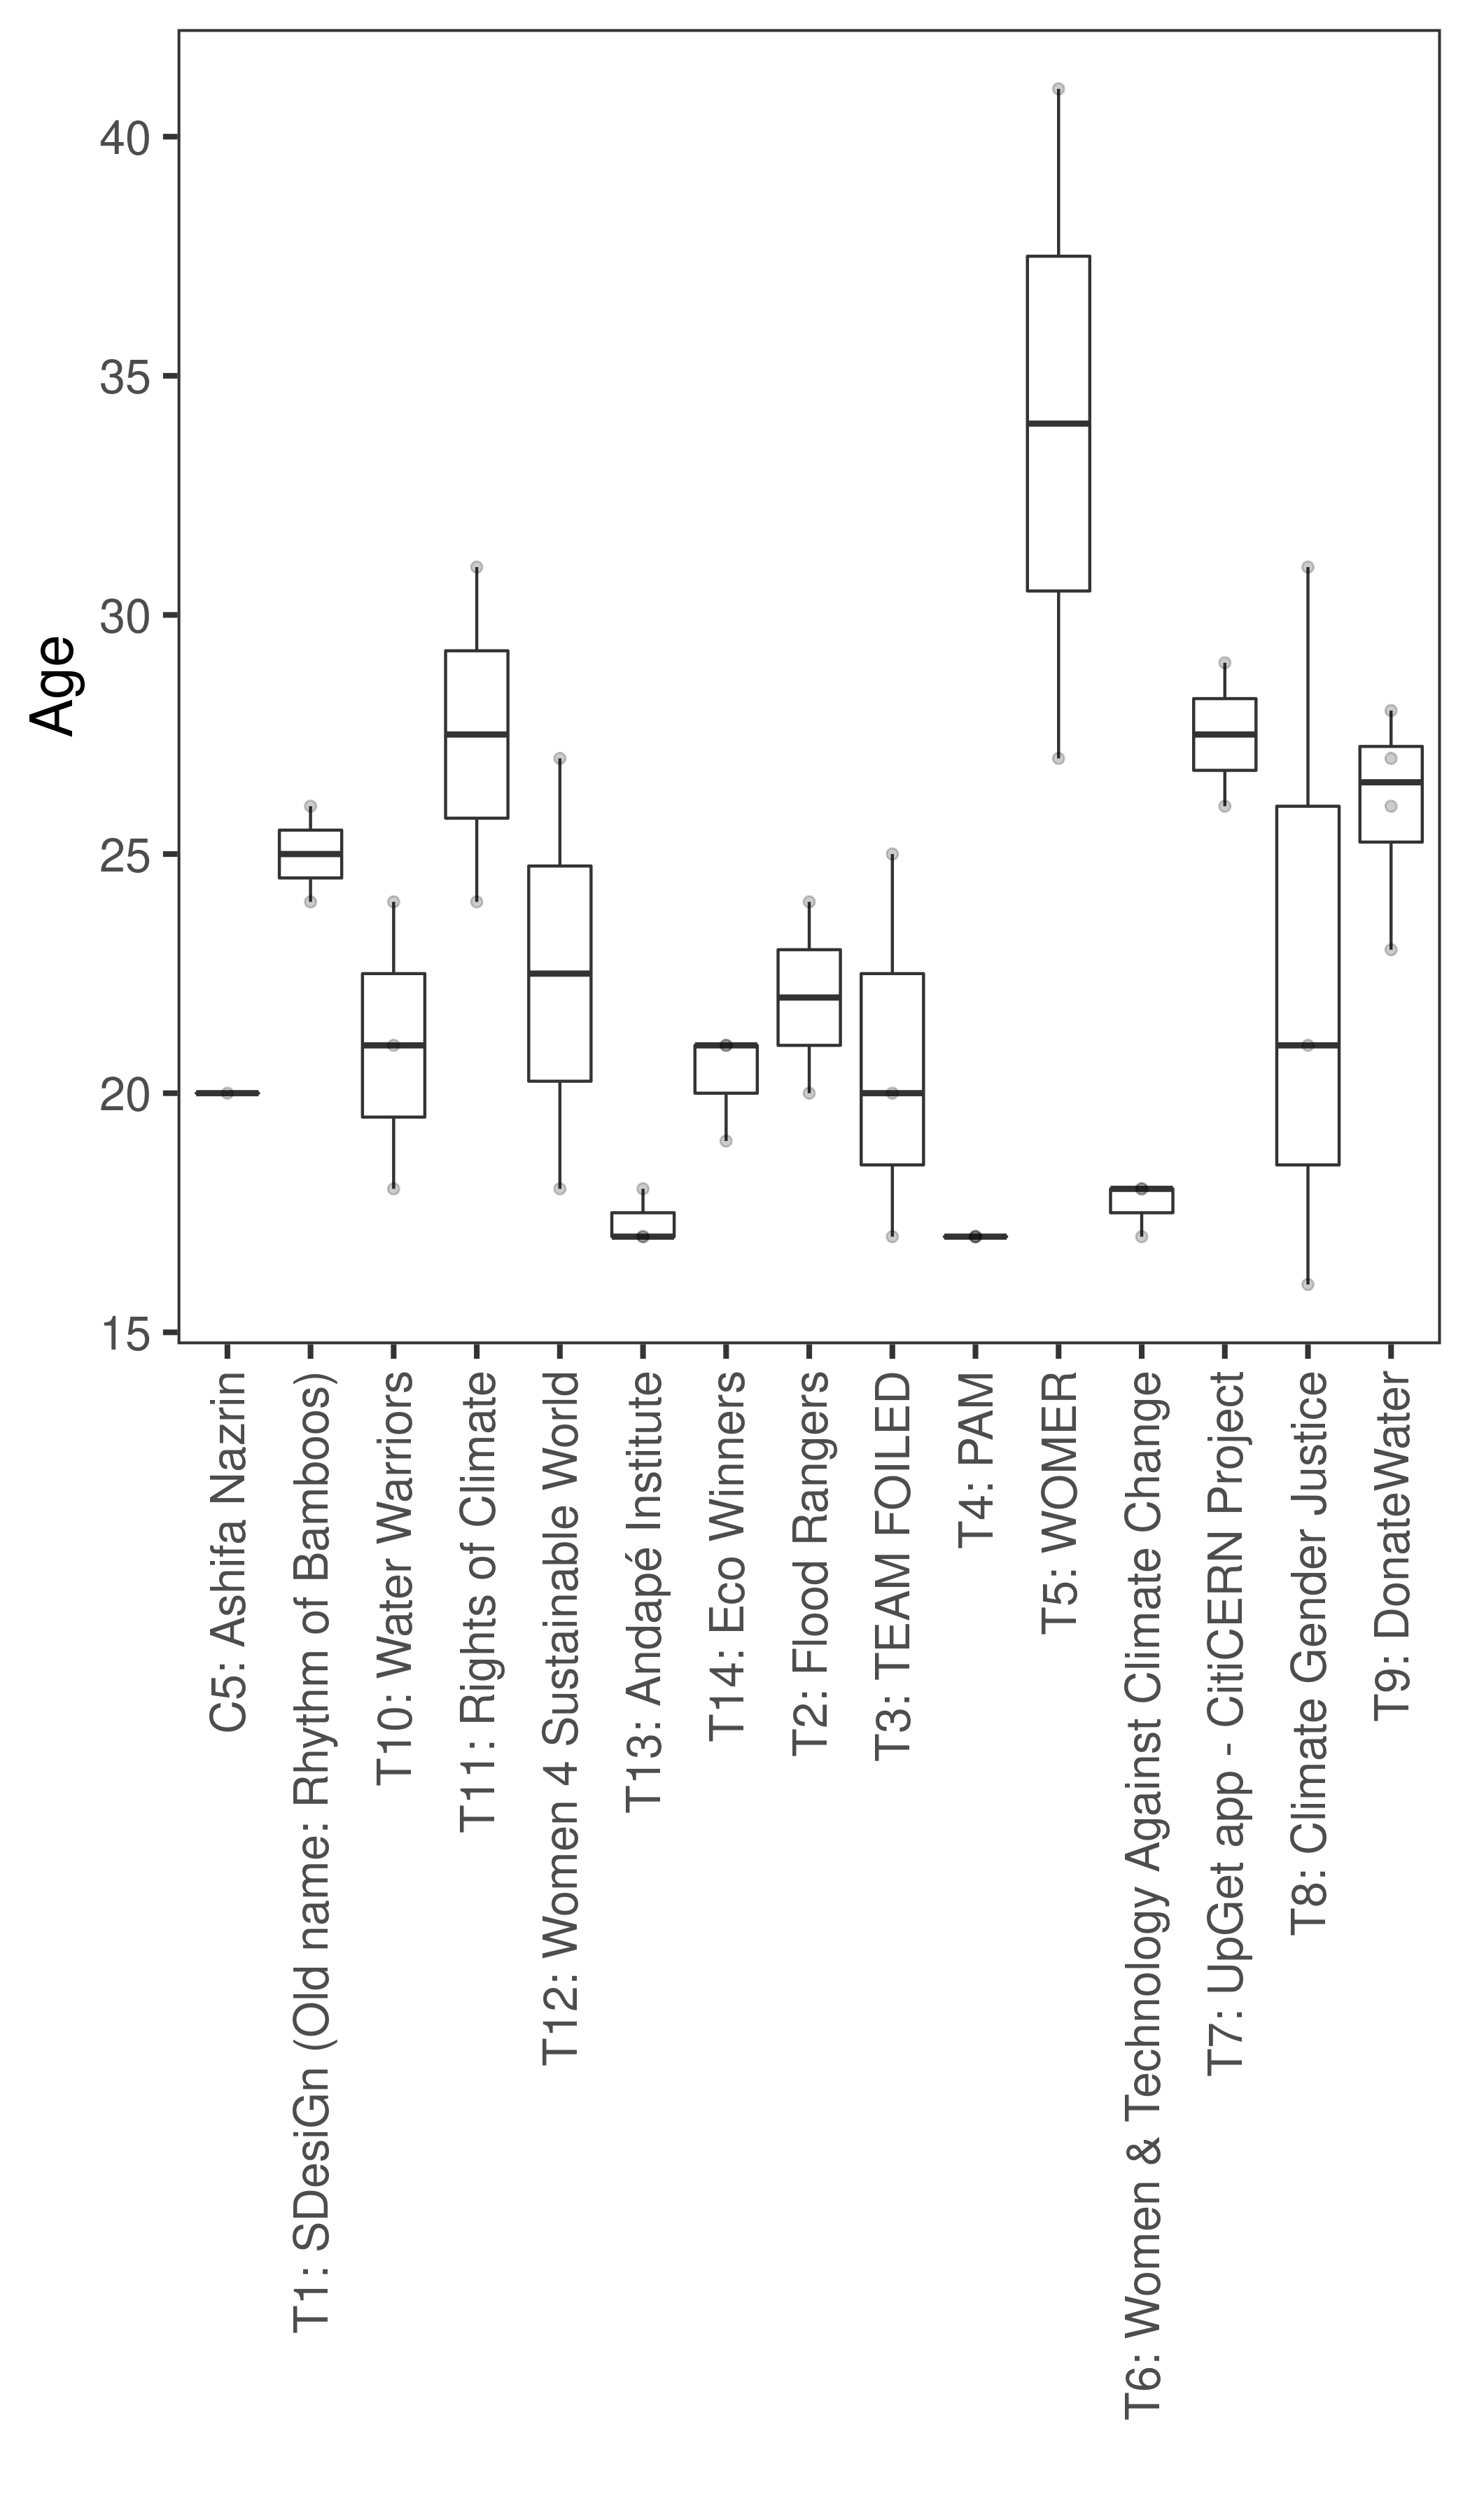 Age
40
35
30
25
20
15
C5: Ashifa Nazrin
T1: SDesiGn (Old name: Rhythm of Bamboos)
T10: Water Warriors
T11: Rights of Climate
T12: Women 4 Sustainable World
T13: Andapé Institute
T14: Eco Winners
T2: Flood Rangers
T3: TEAM FOILED
T4: PAM
T5: WOMER
T6: Women & Technology Against Climate Change
T7: UpGet app - CitiCERN Project
T8: Climate Gender Justice
T9: DonateWater